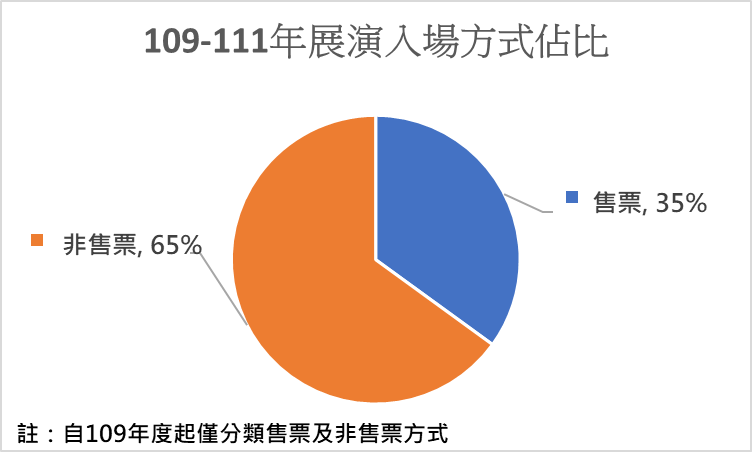 109-111年展演入場方式佔比
售票, 35%
非售票, 65%
註：自109年度起僅分類售票及非售票方式